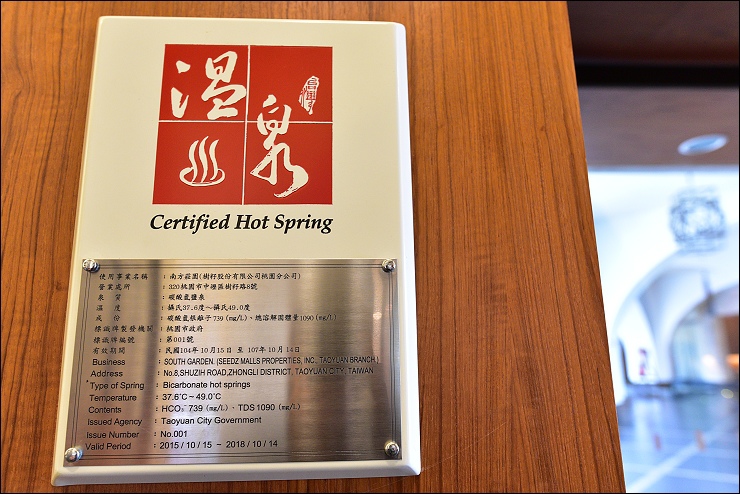 温泉
Certified Hot Spring
使用事業名稱 : 南方莊園(樹籽股份有限公司桃園分公司)
營業處所 : 320桃園市中壢區樹籽路8號
泉質 : 碳酸氫鹽泉
溫度 : 攝氏37.6度～攝氏49.0度
成份 : 碳酸氫根離子739 (mg/L)、總溶解固體量1090(mg/L)
標識牌製發機關 : 桃園市政府
標識牌編號 : 第001號
有效期間 : 民國104年10月15日 至 107年10月14日
Business : SOUTH GARDEN. (SEEDZ MALLS PROPERTIES, INC., TAOYUAN BRANCH.)
Address : No.8,SHUZIH ROAD,ZHONGLI DISTRICT, TAOYUAN CITY, TAIWAN
Type of Spring : Bicarbonate hot springs
Temperature : 37.6°C～49.0°C
Contents : HCO₃⁻ 739 (mg/L)、TDS 1090 (mg/L)
Issued Agency : Taoyuan City Government
Issue Number : No.001
Valid Period : 2015 / 10 / 15 － 2018 / 10 / 14